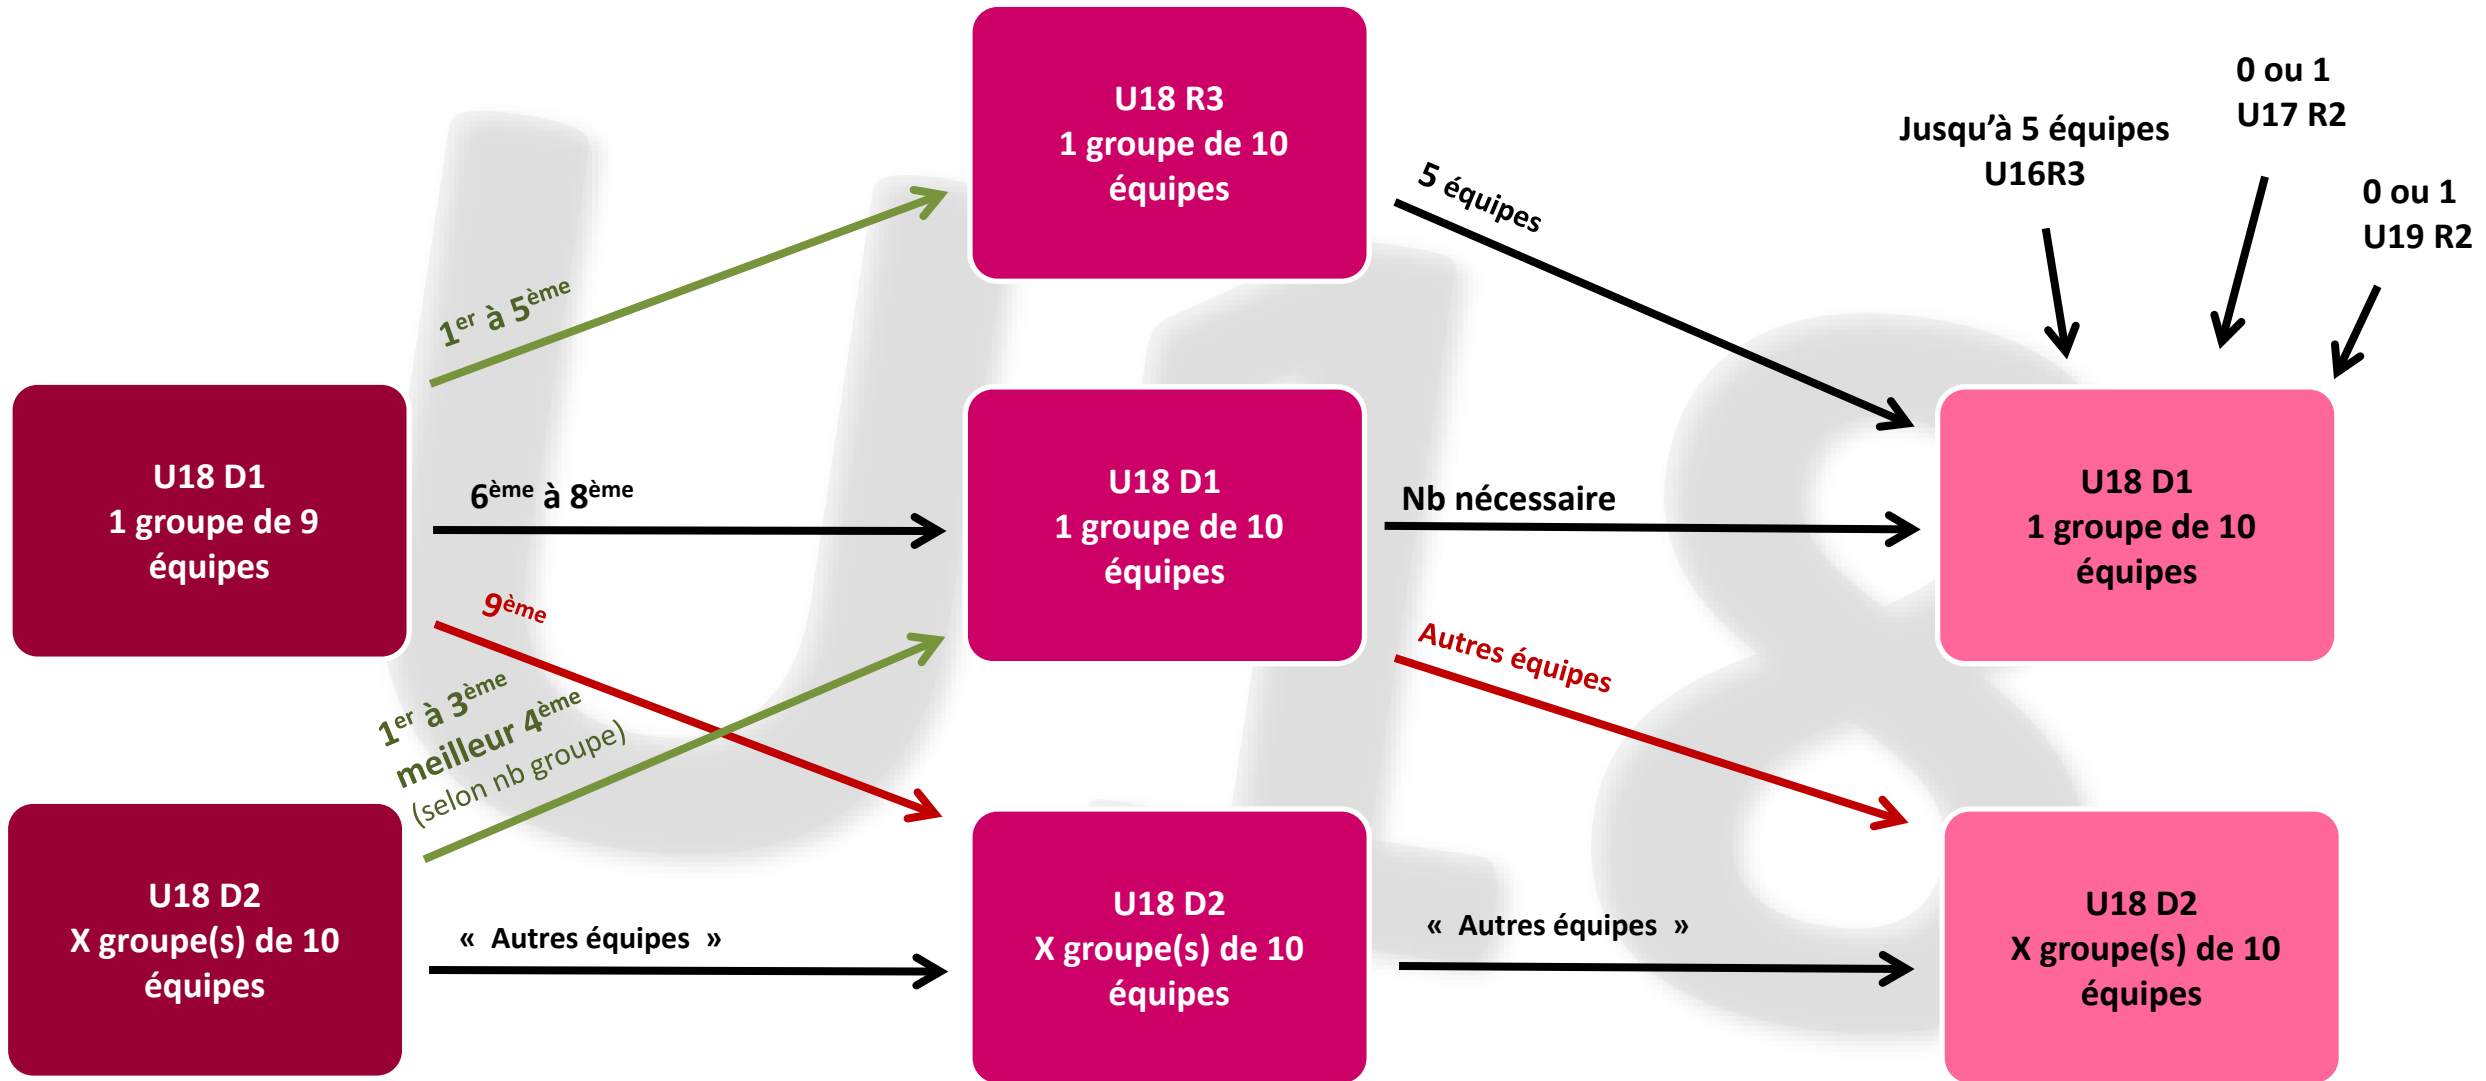 U18 R3
1 groupe de 10
équipes
0 ou 1
U17 R2
Jusqu’à 5 équipes
U16R3
0 ou 1
U19 R2
5 équipes
1er à 5ème
U18 D1
1 groupe de 9
équipes
6ème à 8ème
U18 D1
1 groupe de 10
équipes
Nb nécessaire
U18 D1
1 groupe de 10
équipes
9ème
Autres équipes
1er à 3ème
meilleur 4ème
(selon nb groupe)
U18 D2
X groupe(s) de 10
équipes
« Autres équipes »
U18 D2
X groupe(s) de 10
équipes
« Autres équipes »
U18 D2
X groupe(s) de 10
équipes
U18